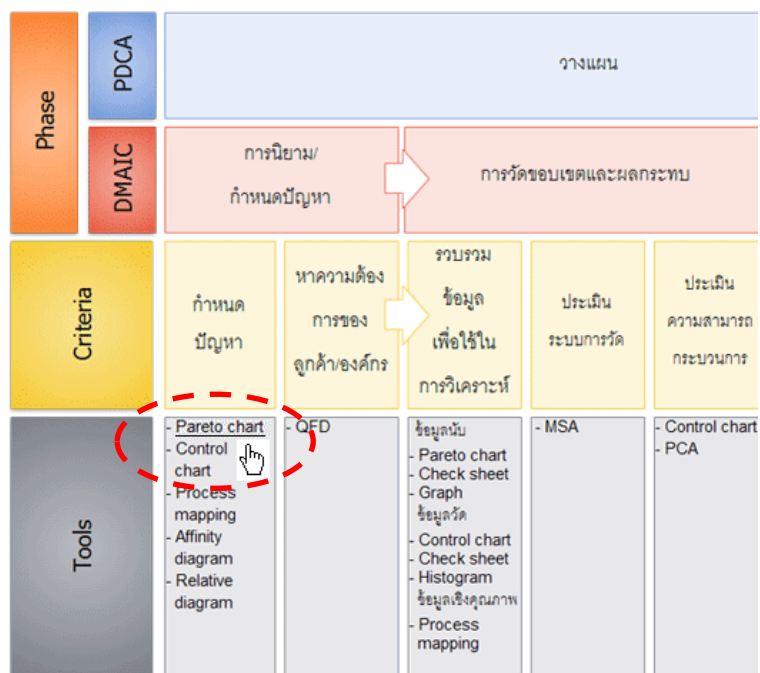 Phase
PDCA
วางแผน
DMAIC
การนิยาม/
กำหนดปัญหา
การวัดขอบเขตและผลกระทบ
Criteria
กำหนด
ปัญหา
หาความต้อง
การของ
ลูกค้า/องค์กร
รวบรวม
ข้อมูล
เพื่อใช้ใน
การวิเคราะห์
ประเมิน
ระบบการวัด
ประเมิน
ความสามารถ
กระบวนการ
Tools
- Pareto chart
- Control
chart
- Process
mapping
- Affinity
diagram
- Relative
diagram
- QFD
ข้อมูลนับ
- Pareto chart
- Check sheet
- Graph
ข้อมูลวัด
- Control chart
- Check sheet
- Histogram
ข้อมูลเชิงคุณภาพ
- Process
mapping
- MSA
- Control chart
- PCA